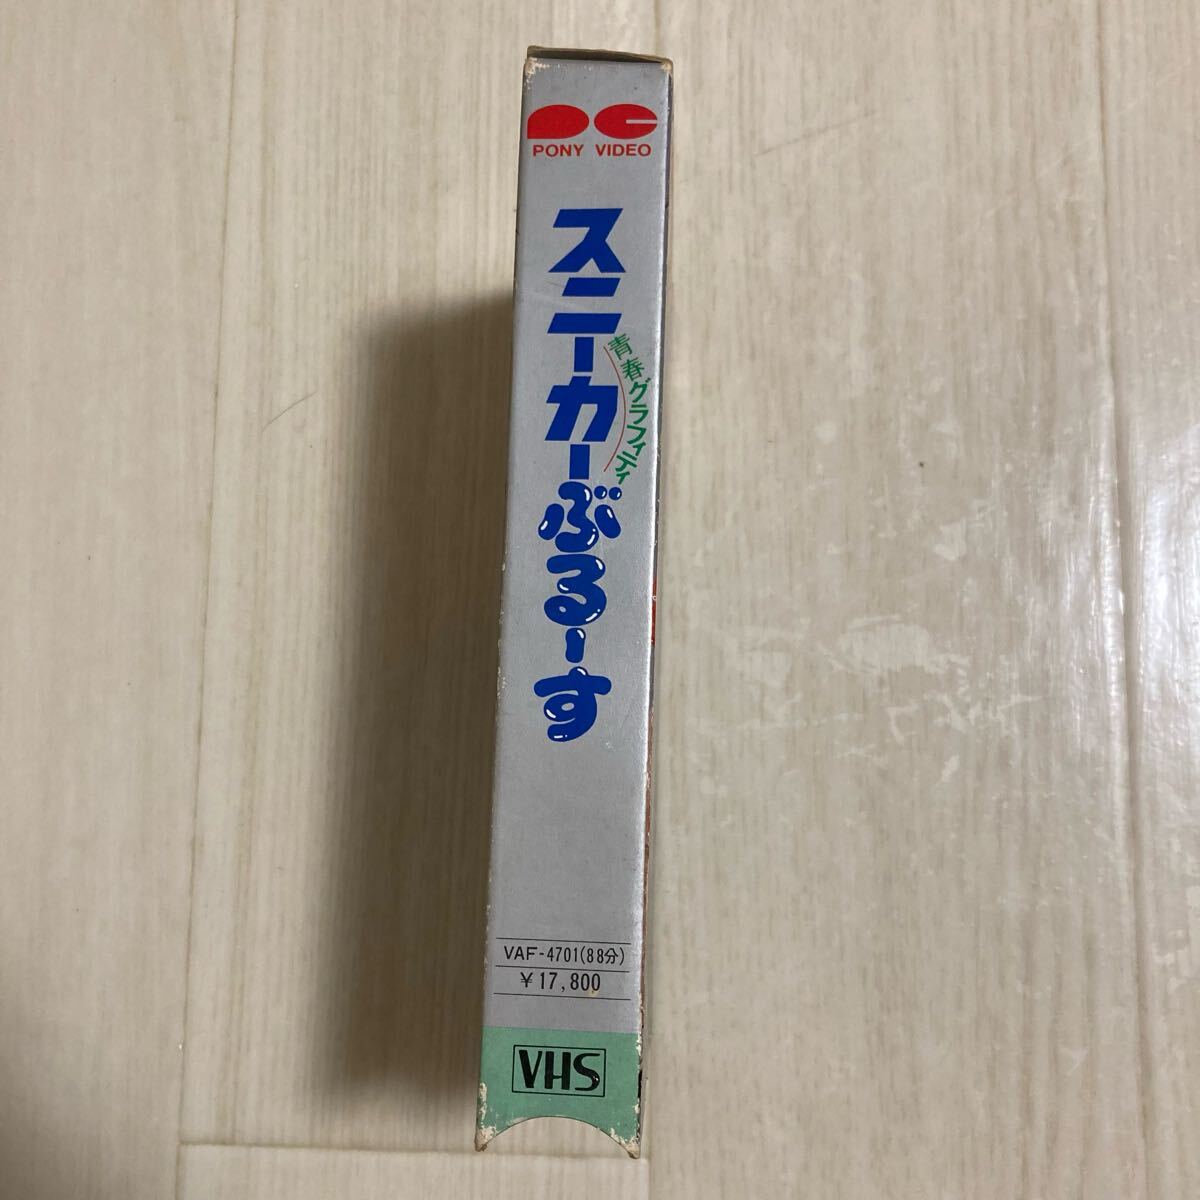 PONY VIDEO
青春グラフィティ
スニーカーぶるーす
VAF-4701(88分)
¥17,800
VHS